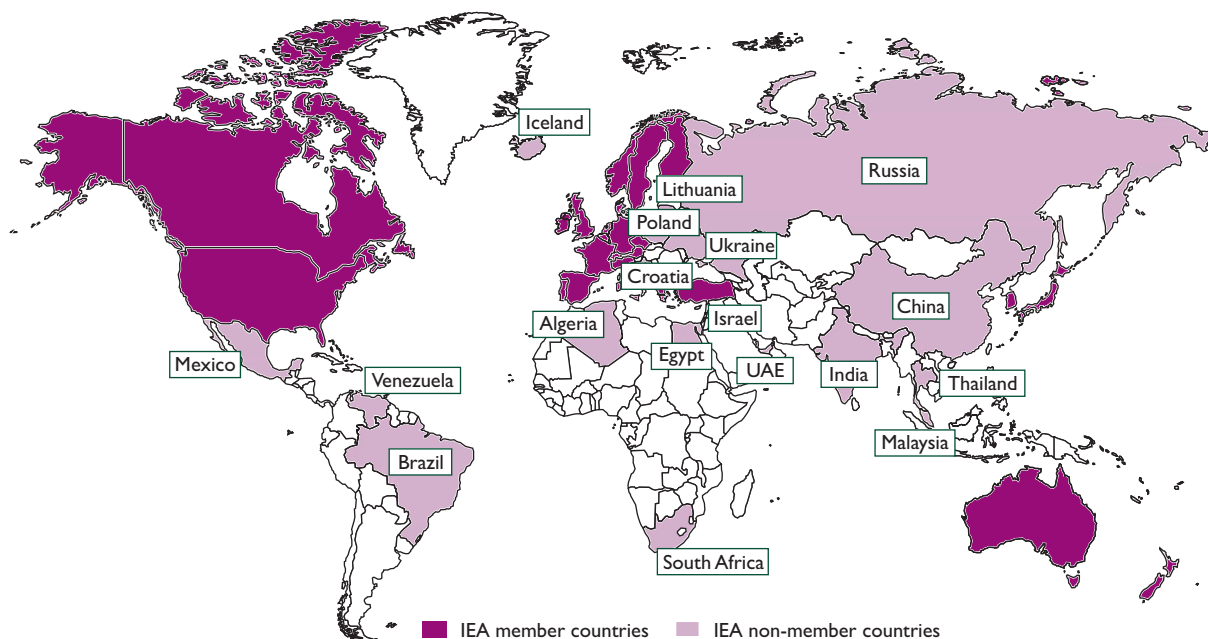 Iceland
Russia
Lithuania
Poland
Ukraine
Croatia
China
Algeria
Israel
Egypt
Mexico
UAE
India
Venezuela
Thailand
Malaysia
Brazil
South Africa
IEA member countries
IEA non-member countries